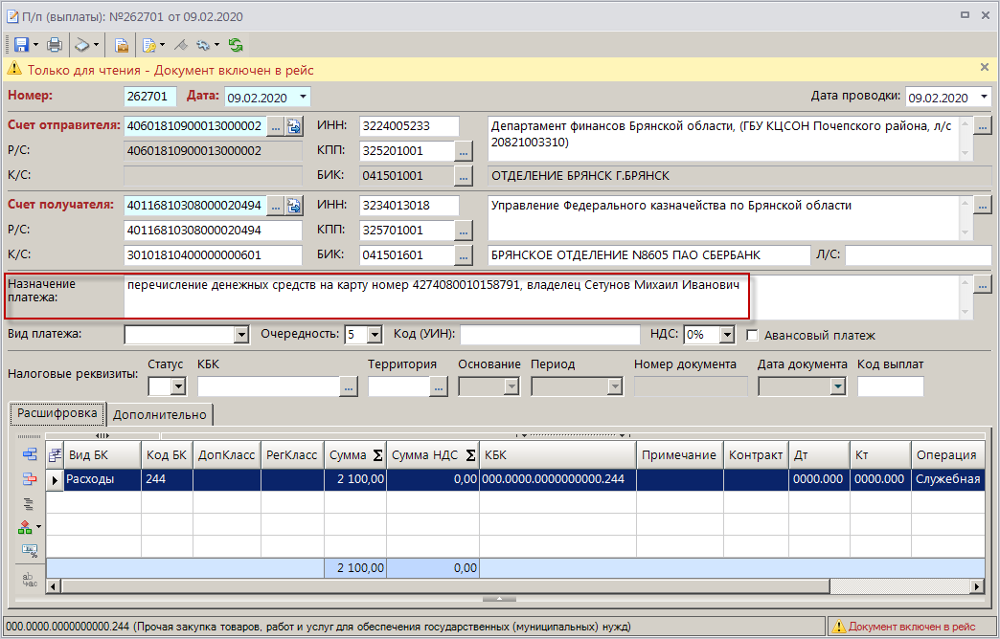 П/п (выплаты): №262701 от 09.02.2020
Только для чтения - Документ включен в рейс
Номер: 262701 Дата: 09.02.2020 Дата проводки: 09.02.2020
Счет отправителя: 40601810900013000002 ... ИНН: 3224005233 Департамент финансов Брянской области, (ГБУ КЦСОН Почепского района, л/с ...
20821003310)
Р/С: 40601810900013000002 КПП: 325201001 ...
К/С: БИК: 041501001 ... ОТДЕЛЕНИЕ БРЯНСК Г.БРЯНСК
Счет получателя: 40116810308000020494 ... ИНН: 3234013018 Управление Федерального казначейства по Брянской области ...
Р/С: 40116810308000020494 КПП: 325701001 ...
К/С: 30101810400000000601 БИК: 041501601 ... БРЯНСКОЕ ОТДЕЛЕНИЕ N8605 ПАО СБЕРБАНК Л/С:
Назначение перечисление денежных средств на карту номер 4274080010158791, владелец Сетунов Михаил Иванович ...
платежа:
Вид платежа: Очередность: 5 Код (УИН): НДС: 0% Авансовый платеж
Налоговые реквизиты: Статус КБК Территория Основание Период Номер документа Дата документа Код выплат
... ...
Расшифровка Дополнительно
Вид БК Код БК ДопКласс РегКласс Сумма Σ Сумма НДС Σ КБК Примечание Контракт Дт Кт Операция
Расходы 244 2 100,00 0,00 000.0000.0000000000.244 0000.000 0000.000 Служебная
2 100,00 0,00
ab
ac
000.0000.0000000000.244 (Прочая закупка товаров, работ и услуг для обеспечения государственных (муниципальных) нужд) Документ включен в рейс